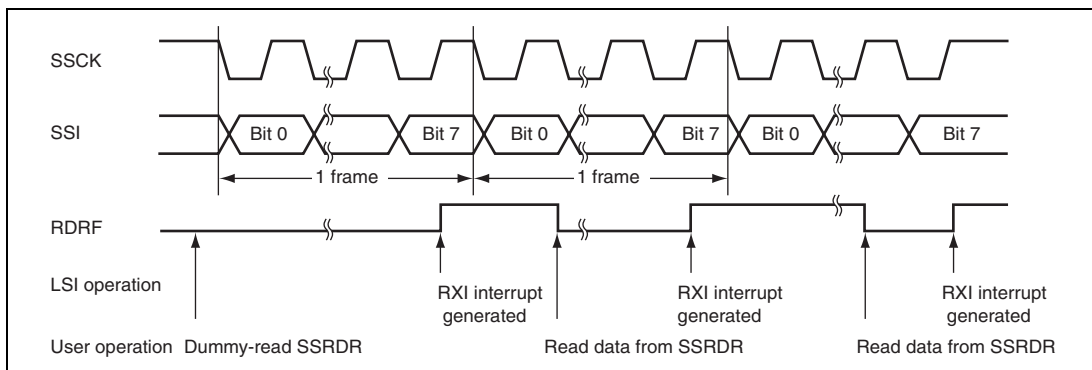 SSCK
SSI Bit 0 Bit 7 Bit 0 Bit 7 Bit 0 Bit 7
1 frame 1 frame
RDRF
LSI operation
RXI interrupt generated
RXI interrupt generated
RXI interrupt generated
User operation Dummy-read SSRDR Read data from SSRDR Read data from SSRDR